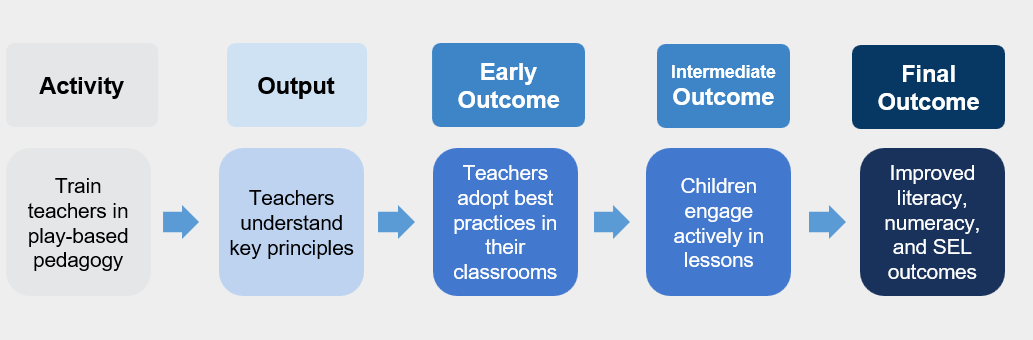 Activity
Output
Early
Outcome
Intermediate
Outcome
Final
Outcome
Train
teachers in
play-based
pedagogy
Teachers
understand
key principles
Teachers
adopt best
practices in
their
classrooms
Children
engage
actively in
lessons
Improved
literacy,
numeracy,
and SEL
outcomes